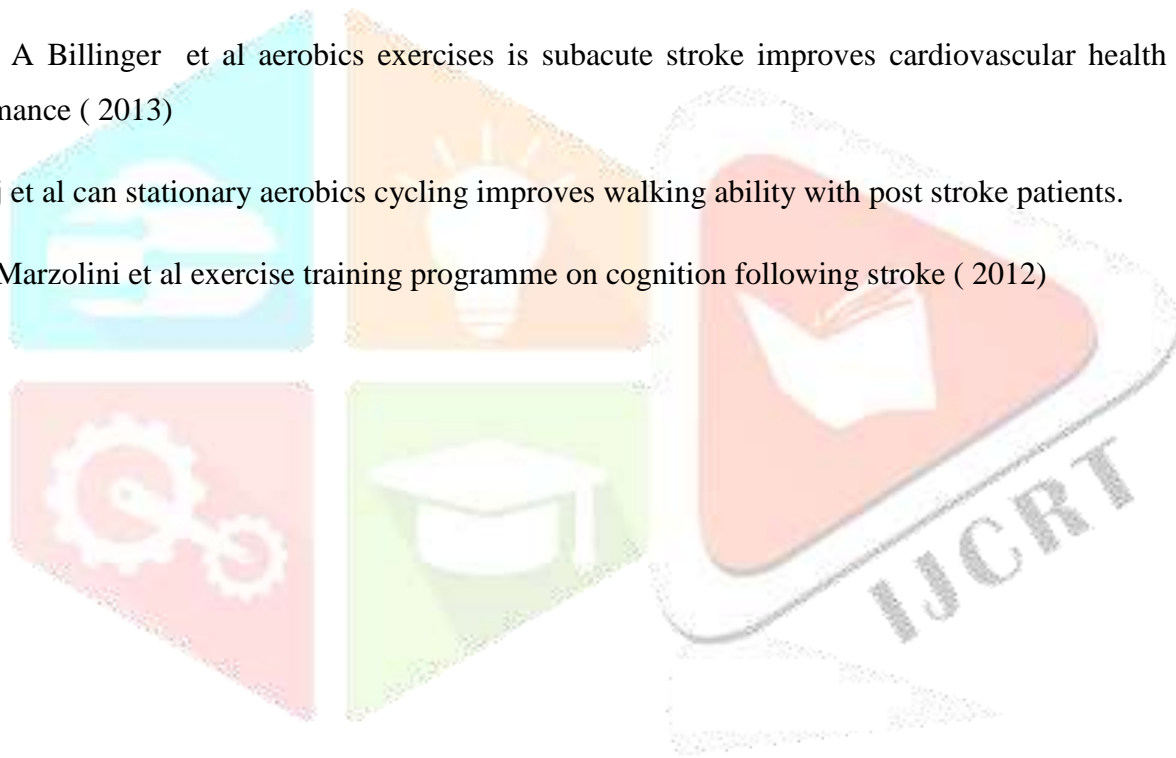 A Billinger et al aerobics exercises is subacute stroke improves cardiovascular health
mance ( 2013)
et al can stationary aerobics cycling improves walking ability with post stroke patients.
Marzolini et al exercise training programme on cognition following stroke ( 2012)
IJCRT